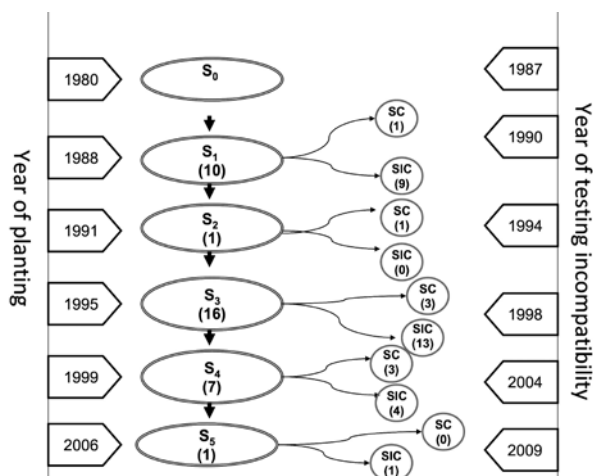 Year of planting
1980
1988
1991
1995
1999
2006
S₀
S₁
(10)
S₂
(1)
S₃
(16)
S₄
(7)
S₅
(1)
SC
(1)
SIC
(9)
SC
(1)
SIC
(0)
SC
(3)
SIC
(13)
SC
(3)
SIC
(4)
SC
(0)
SIC
(1)
1987
1990
1994
1998
2004
2009
Year of testing incompatibility